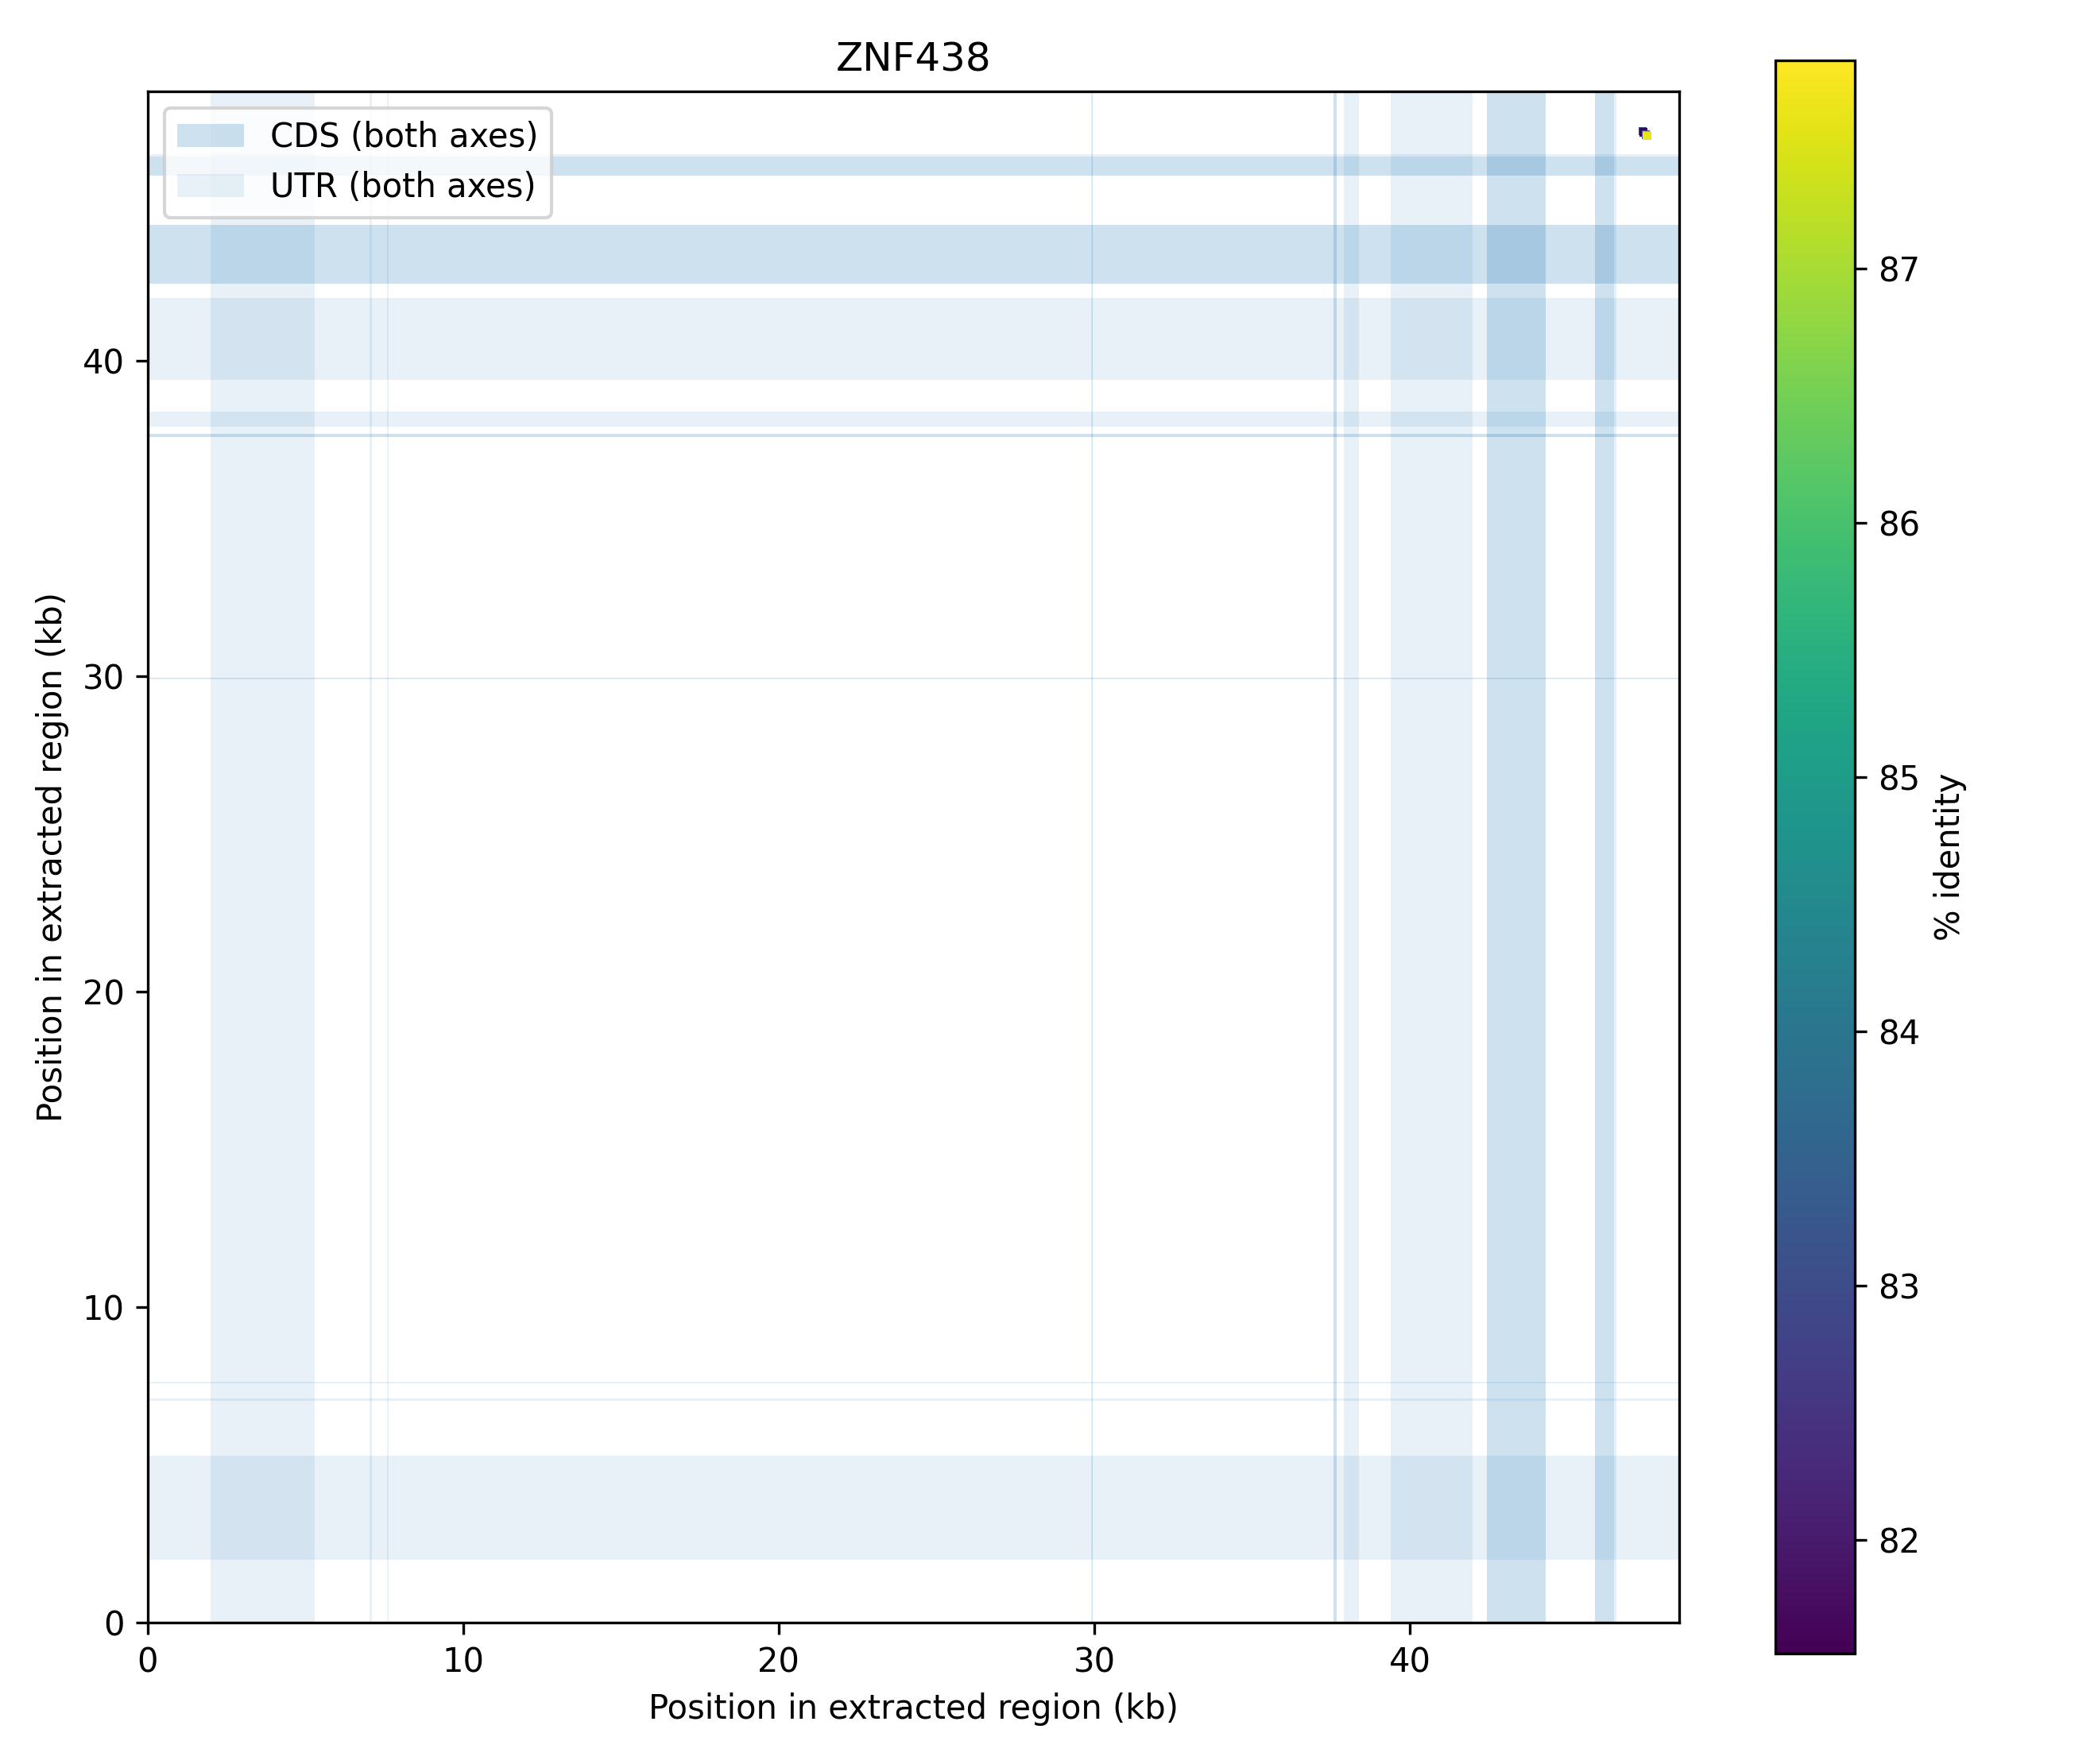 ZNF438
CDS (both axes)
UTR (both axes)
Position in extracted region (kb)
40
30
20
10
0
0
10
20
30
40
Position in extracted region (kb)
87
86
85
84
83
82
% identity